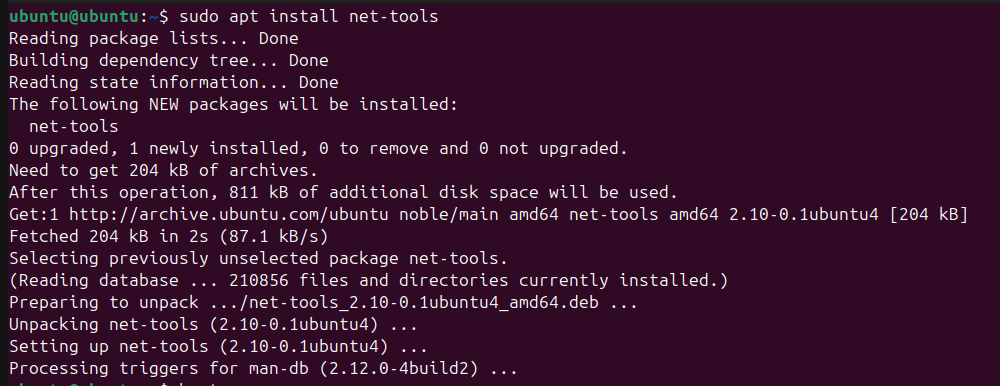 ubuntu@ubuntu:~$ sudo apt install net-tools
Reading package lists... Done
Building dependency tree... Done
Reading state information... Done
The following NEW packages will be installed:
  net-tools
0 upgraded, 1 newly installed, 0 to remove and 0 not upgraded.
Need to get 204 kB of archives.
After this operation, 811 kB of additional disk space will be used.
Get:1 http://archive.ubuntu.com/ubuntu noble/main amd64 net-tools amd64 2.10-0.1ubuntu4 [204 kB]
Fetched 204 kB in 2s (87.1 kB/s)
Selecting previously unselected package net-tools.
(Reading database ... 210856 files and directories currently installed.)
Preparing to unpack .../net-tools_2.10-0.1ubuntu4_amd64.deb ...
Unpacking net-tools (2.10-0.1ubuntu4) ...
Setting up net-tools (2.10-0.1ubuntu4) ...
Processing triggers for man-db (2.12.0-4build2) ...